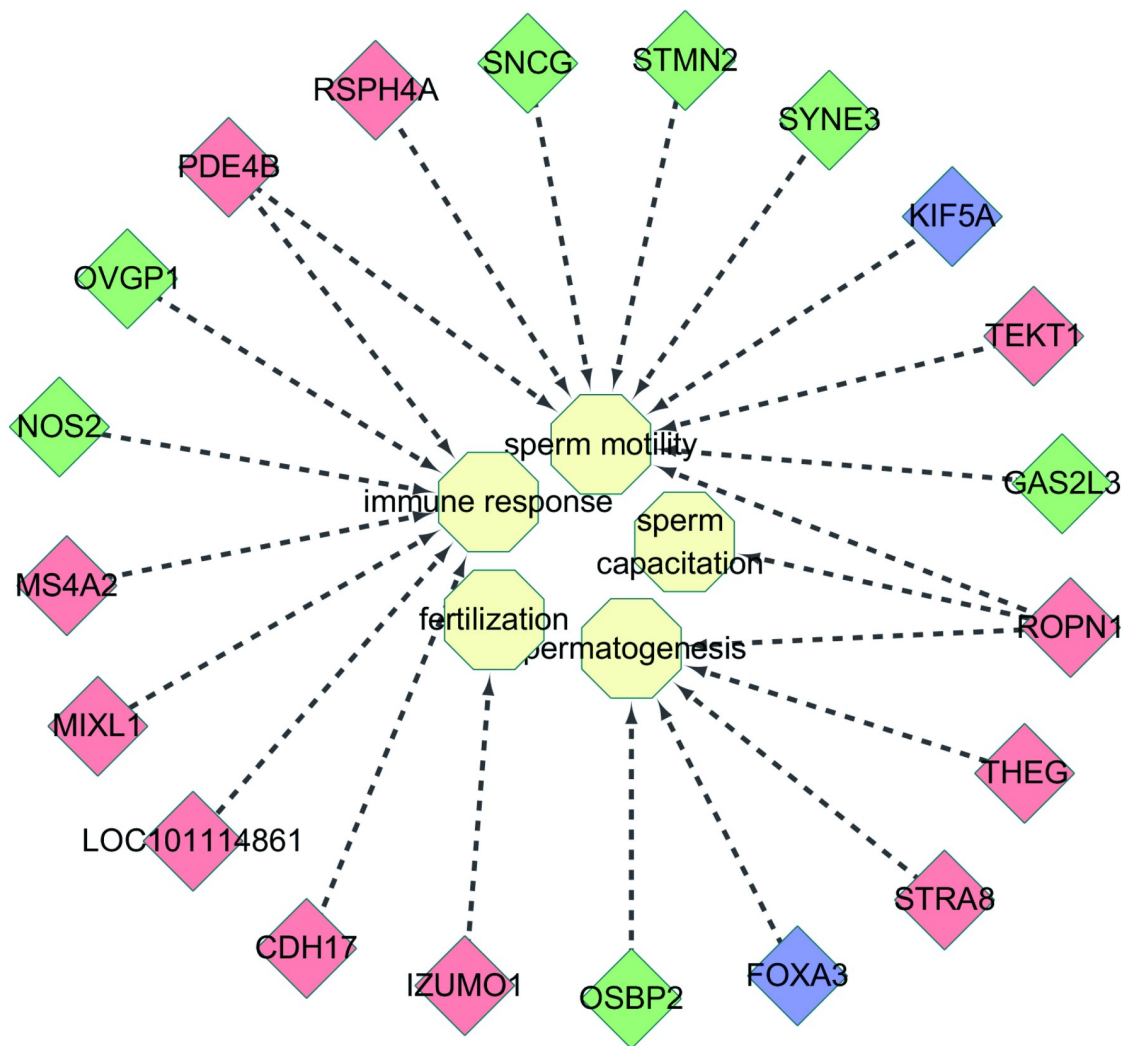 SNCG
STMN2
RSPH4A
SYNE3
PDE4B
KIF5A
OVGP1
TEKT1
NOS2
sperm motility
GAS2L3
immune response
sperm
capacitation
MS4A2
fertilization
ROPN1
permatogenesis
MIXL1
THEG
LOC101114861
STRA8
CDH17
IZUMO1
FOXA3
OSBP2